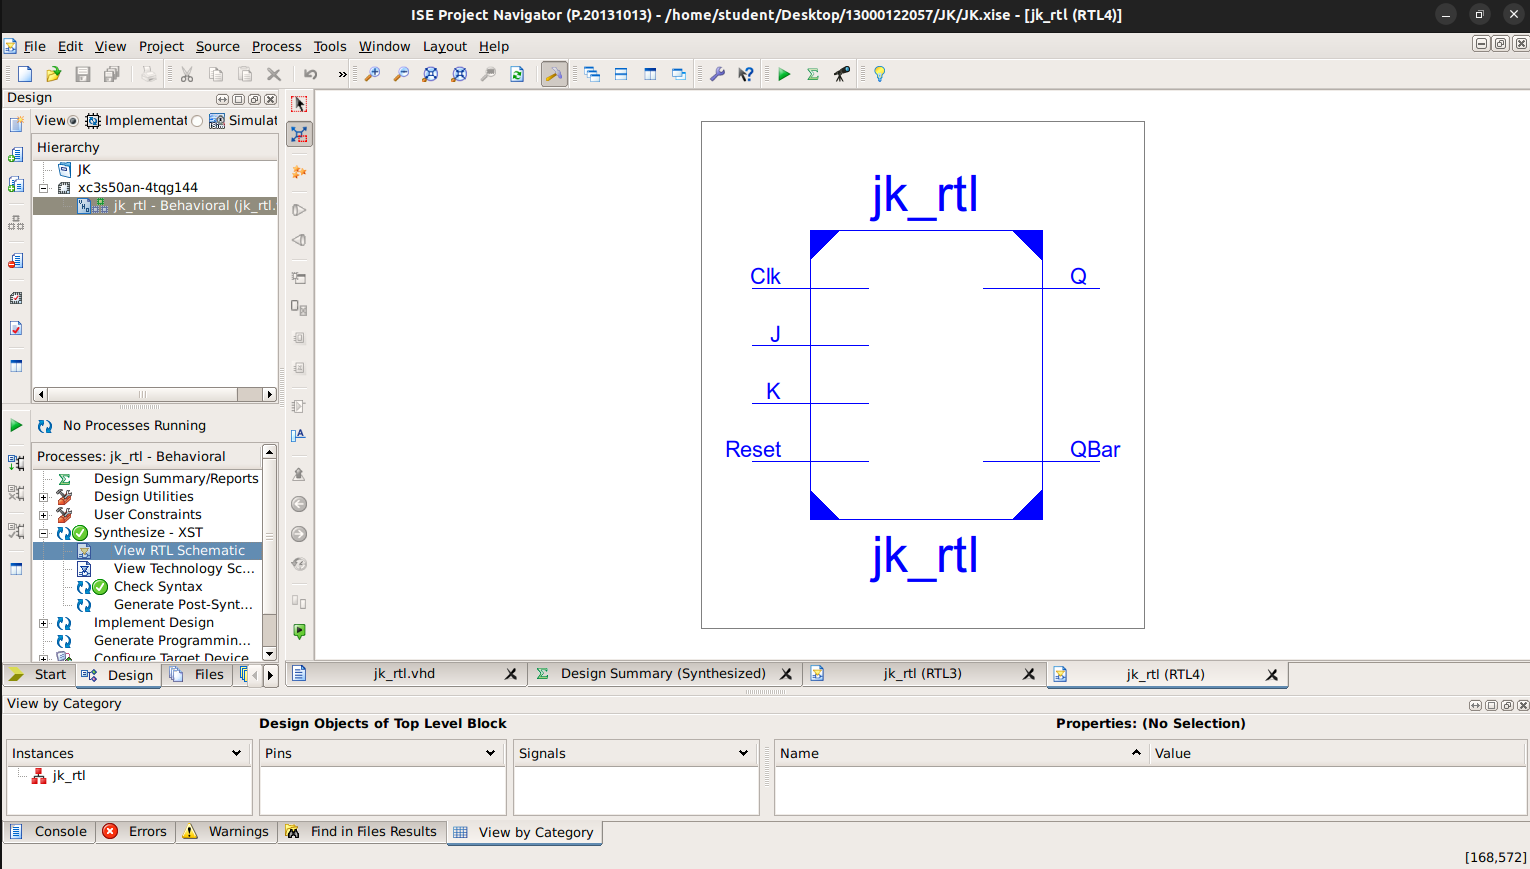 ISE Project Navigator (P.20131013) - /home/student/Desktop/13000122057/JK/JK.xise - [jk_rtl (RTL4)]
File Edit View Project Source Process Tools Window Layout Help
»
Design
View Implementat Simulat
Hierarchy
JK
xc3s50an-4tqg144
jk_rtl - Behavioral (jk_rtl.
No Processes Running
Processes: jk_rtl - Behavioral
Design Summary/Reports
Design Utilities
User Constraints
Synthesize - XST
View RTL Schematic
View Technology Sc...
Check Syntax
Generate Post-Synt...
Implement Design
Generate Programmin...
Configure Target Device
Start Design Files
jk_rtl
Clk Q
J
K
Reset QBar
jk_rtl
jk_rtl.vhd Design Summary (Synthesized) jk_rtl (RTL3) jk_rtl (RTL4)
View by Category
Design Objects of Top Level Block Properties: (No Selection)
Instances Pins Signals Name Value
jk_rtl
Console Errors Warnings Find in Files Results View by Category
[168,572]